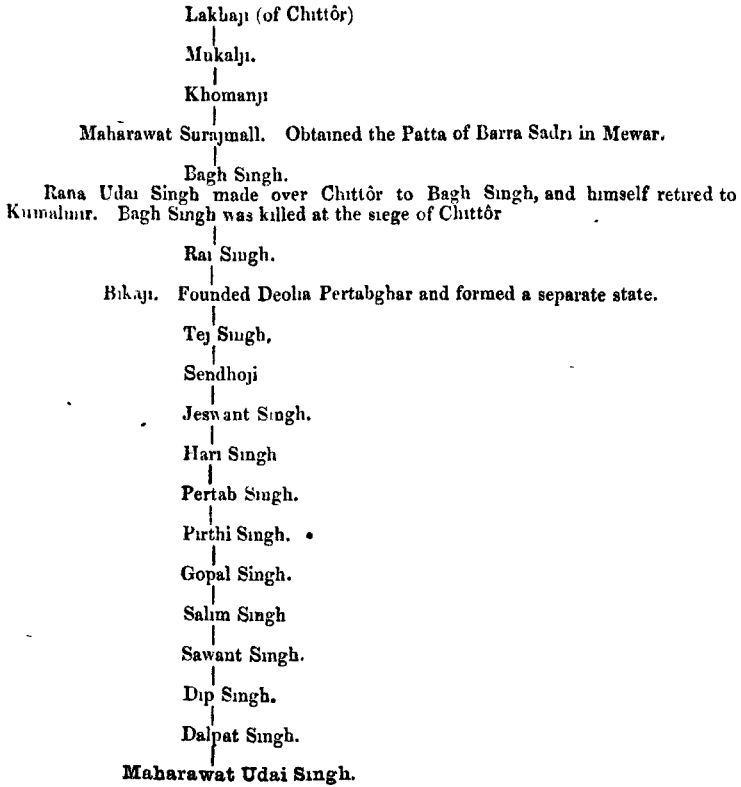 Lakhaji (of Chittôr)
Mukalji.
Khomanji
Maharawat Surajmall. Obtained the Patta of Barra Sadri in Mewar.
Bagh Singh.
Rana Udai Singh made over Chittôr to Bagh Singh, and himself retired to
Kumalmir. Bagh Singh was killed at the siege of Chittôr
Rai Singh.
Bikaji. Founded Deolia Pertabghar and formed a separate state.
Tej Singh.
Sendhoji
Jeswant Singh.
Hari Singh
Pertab Singh.
Pirthi Singh.
Gopal Singh.
Salim Singh
Sawant Singh.
Dip Singh.
Dalpat Singh.
Maharawat Udai Singh.